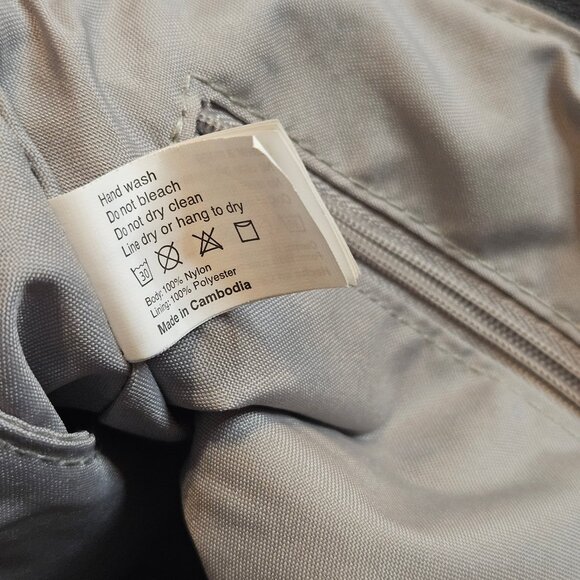 Hand wash
Do not bleach
Do not dry clean
Line dry or hang to dry
30
Body: 100% Nylon
Lining: 100% Polyester
Made in Cambodia